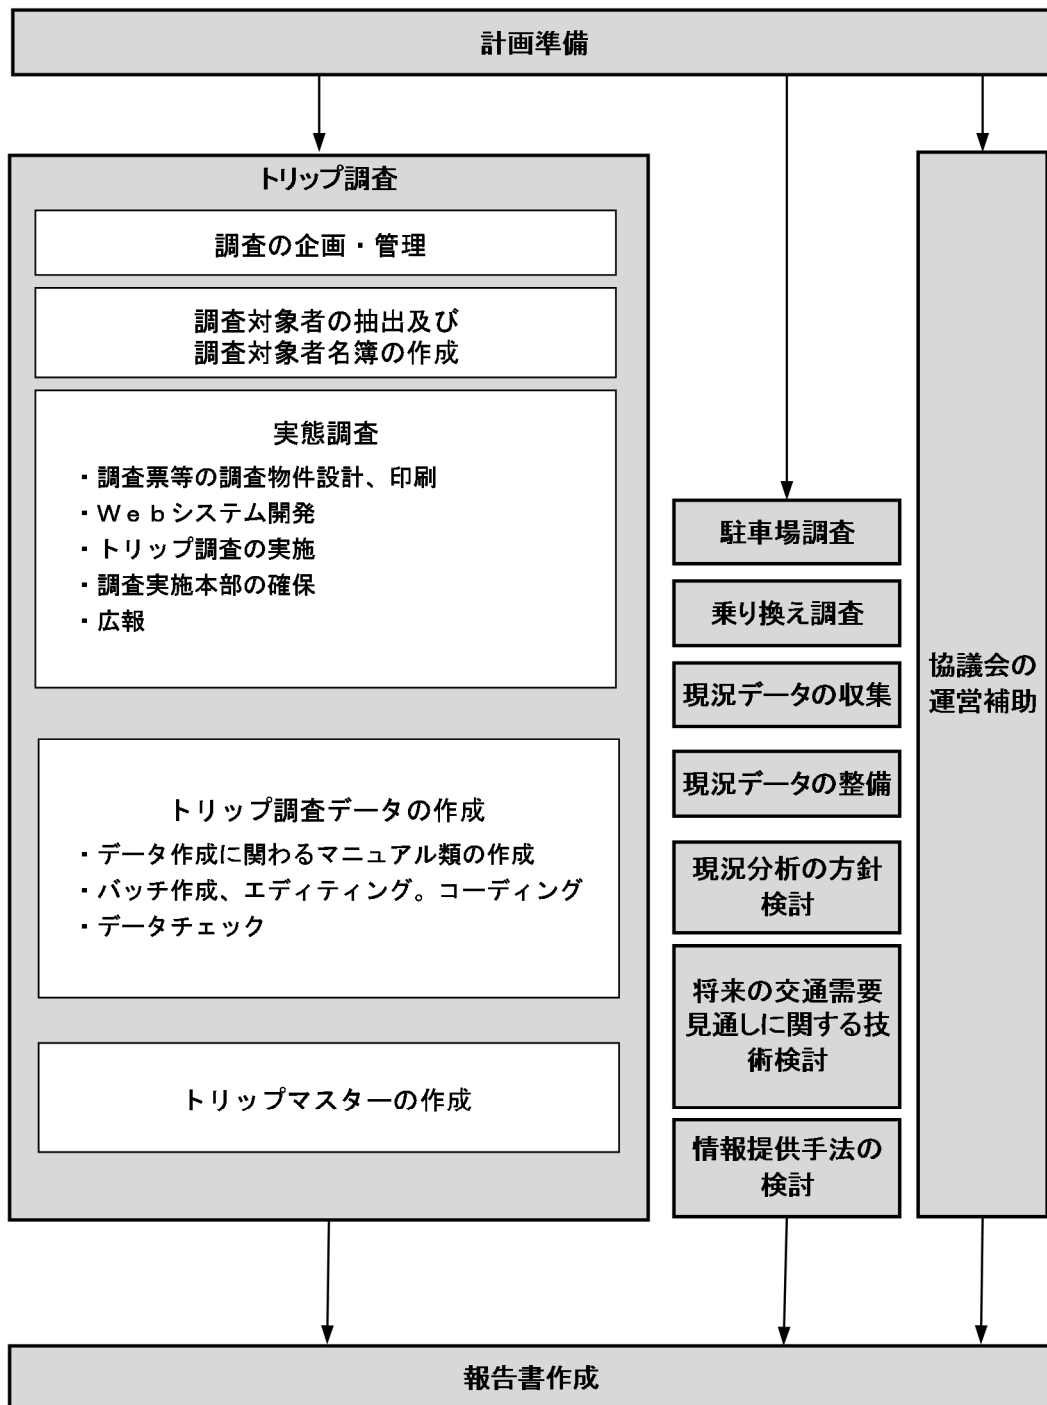 計画準備
トリップ調査
調査の企画・管理
調査対象者の抽出及び
調査対象者名簿の作成
実態調査
・調査票等の調査物件設計、印刷
・Ｗｅｂシステム開発
・トリップ調査の実施
・調査実施本部の確保
・広報
トリップ調査データの作成
・データ作成に関わるマニュアル類の作成
・バッチ作成、エディティング。コーディング
・データチェック
トリップマスターの作成
駐車場調査
乗り換え調査
現況データの収集
現況データの整備
現況分析の方針
検討
将来の交通需要
見通しに関する技
術検討
情報提供手法の
検討
協議会の
運営補助
報告書作成